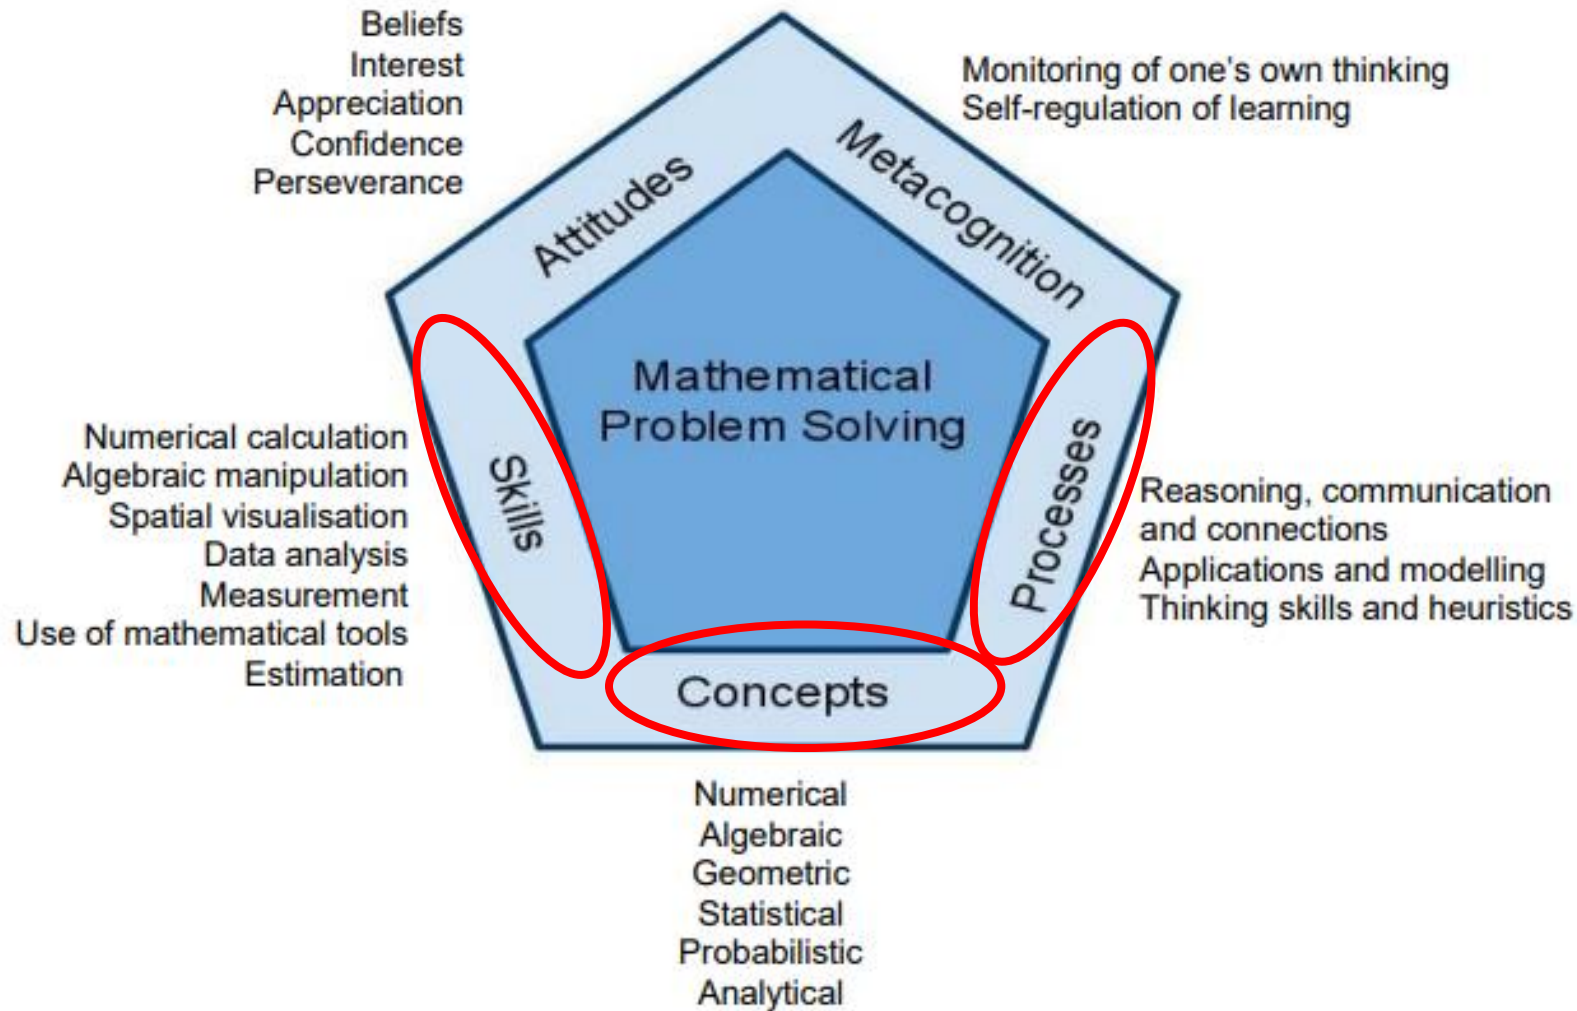 Beliefs
Interest
Appreciation
Confidence
Perseverance
Monitoring of one's own thinking
Self-regulation of learning
Attitudes
Metacognition
Mathematical
Problem Solving
Skills
Numerical calculation
Algebraic manipulation
Spatial visualisation
Data analysis
Measurement
Use of mathematical tools
Estimation
Processes
Reasoning, communication
and connections
Applications and modelling
Thinking skills and heuristics
Concepts
Numerical
Algebraic
Geometric
Statistical
Probabilistic
Analytical